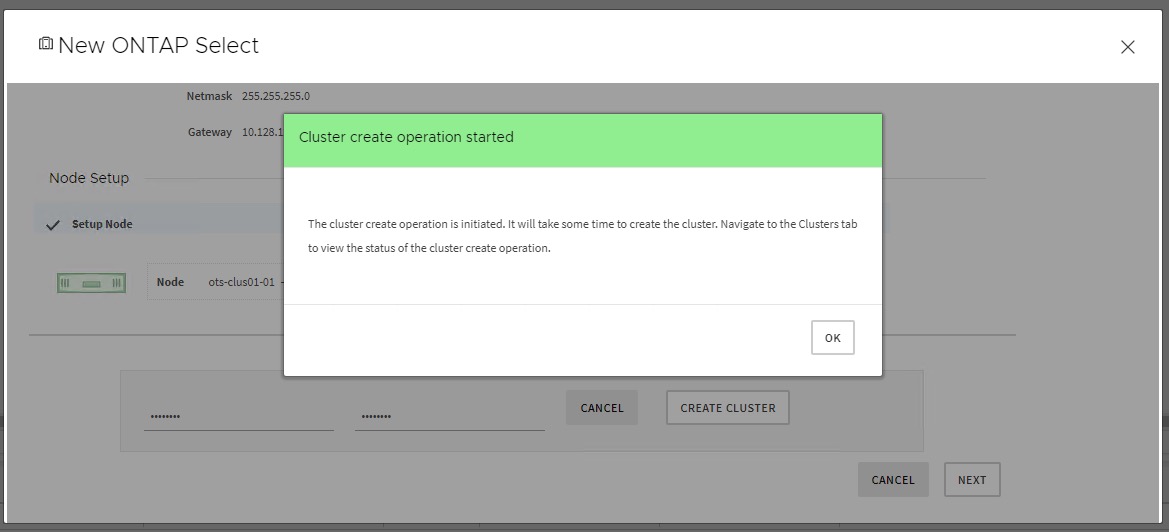 New ONTAP Select
Netmask 255.255.255.0
Gateway 10.128.1
Cluster create operation started
Node Setup
Setup Node
The cluster create operation is initiated. It will take some time to create the cluster. Navigate to the Clusters tab
to view the status of the cluster create operation.
Node ots-clus01-01 -
OK
•••••••• •••••••• CANCEL CREATE CLUSTER
CANCEL NEXT